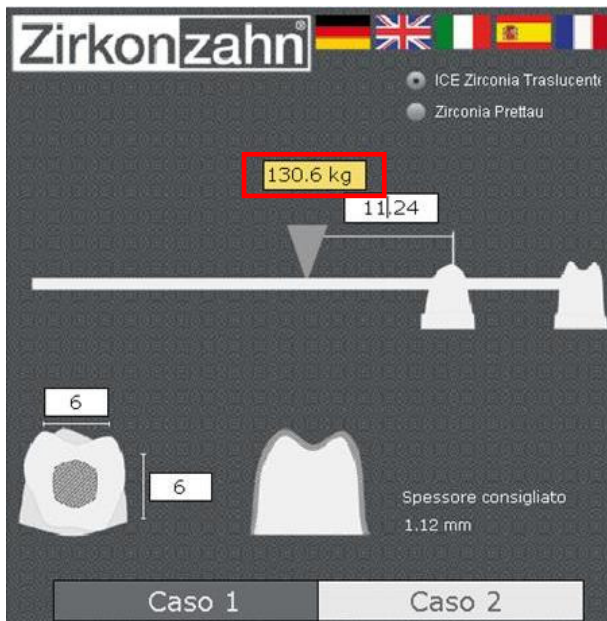 Zirkonzahn®
ICE Zirconia Traslucente
Zirconia Prettau
130.6 kg
11.24
6
6
Spessore consigliato
1.12 mm
Caso 1
Caso 2